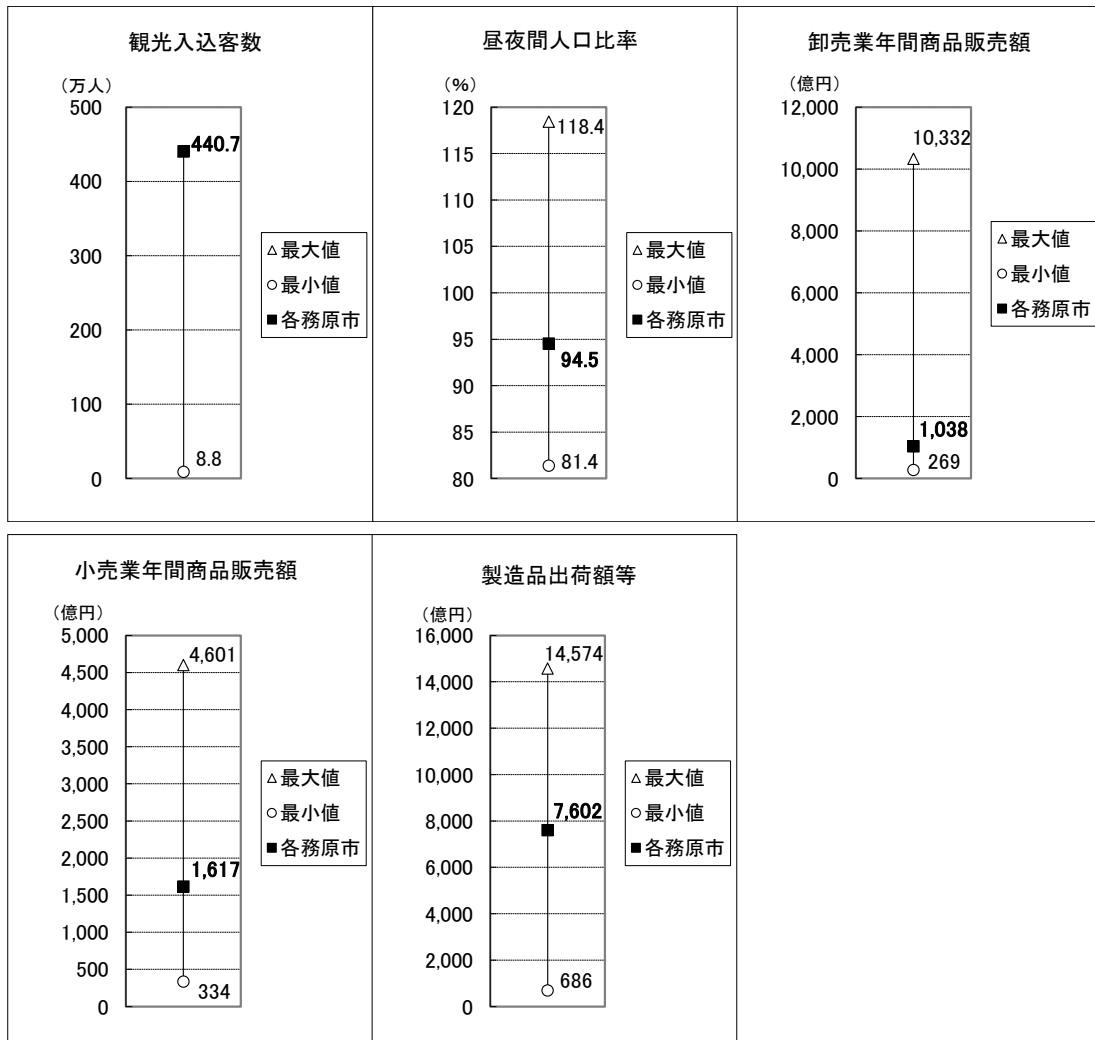 観光入込客数
（万人）
500
400
300
200
100
0
440.7
8.8
△最大値
○最小値
■各務原市
昼夜間人口比率
（％）
120
115
110
105
100
95
90
85
80
118.4
94.5
81.4
△最大値
○最小値
■各務原市
卸売業年間商品販売額
（億円）
12,000
10,000
8,000
6,000
4,000
2,000
0
10,332
1,038
269
△最大値
○最小値
■各務原市
小売業年間商品販売額
（億円）
5,000
4,500
4,000
3,500
3,000
2,500
2,000
1,500
1,000
500
0
4,601
1,617
334
△最大値
○最小値
■各務原市
製造品出荷額等
（億円）
16,000
14,000
12,000
10,000
8,000
6,000
4,000
2,000
0
14,574
7,602
686
△最大値
○最小値
■各務原市